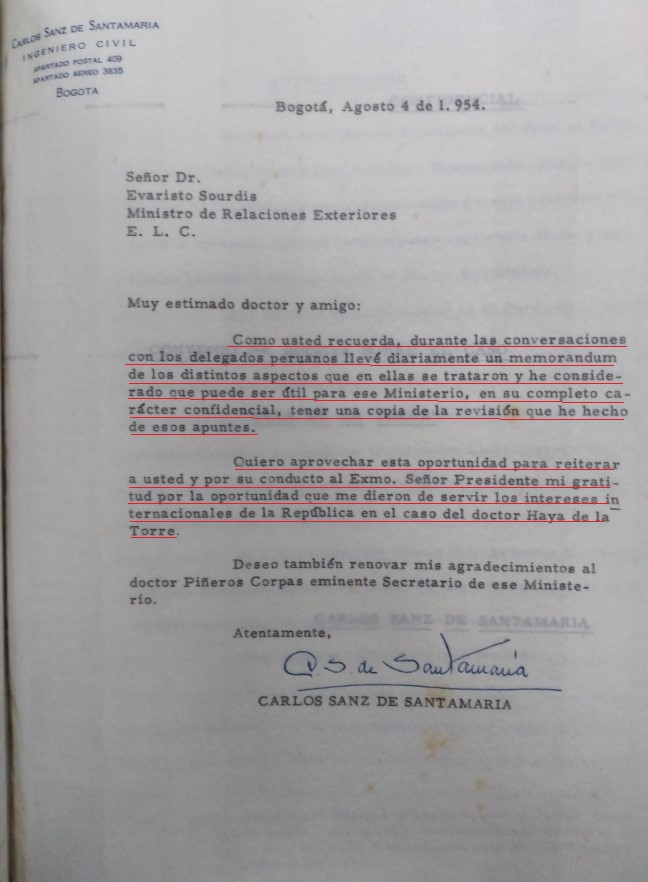 CARLOS SANZ DE SANTAMARIA
INGENIERO CIVIL
APARTADO POSTAL 409
APARTADO AEREO 3835
BOGOTA
Bogotá, Agosto 4 de 1.954.
Señor Dr.
Evaristo Sourdis
Ministro de Relaciones Exteriores
E. L. C.
Muy estimado doctor y amigo:
Como usted recuerda, durante las conversaciones
con los delegados peruanos llevé diariamente un memorandum
de los distintos aspectos que en ellas se trataron y he conside-
rado que puede ser útil para ese Ministerio, en su completo ca-
rácter confidencial, tener una copia de la revisión que he hecho
de esos apuntes.
Quiero aprovechar esta oportunidad para reiterar
a usted y por su conducto al Exmo. Señor Presidente mi grati-
tud por la oportunidad que me dieron de servir los intereses in
ternacionales de la República en el caso del doctor Haya de la
Torre.
Deseo también renovar mis agradecimientos al
doctor Piñeros Corpas eminente Secretario de ese Ministe-
rio.
CARLOS SANZ DE SANTAMARIA
Atentamente,
C. S. de Santamaría
CARLOS SANZ DE SANTAMARIA